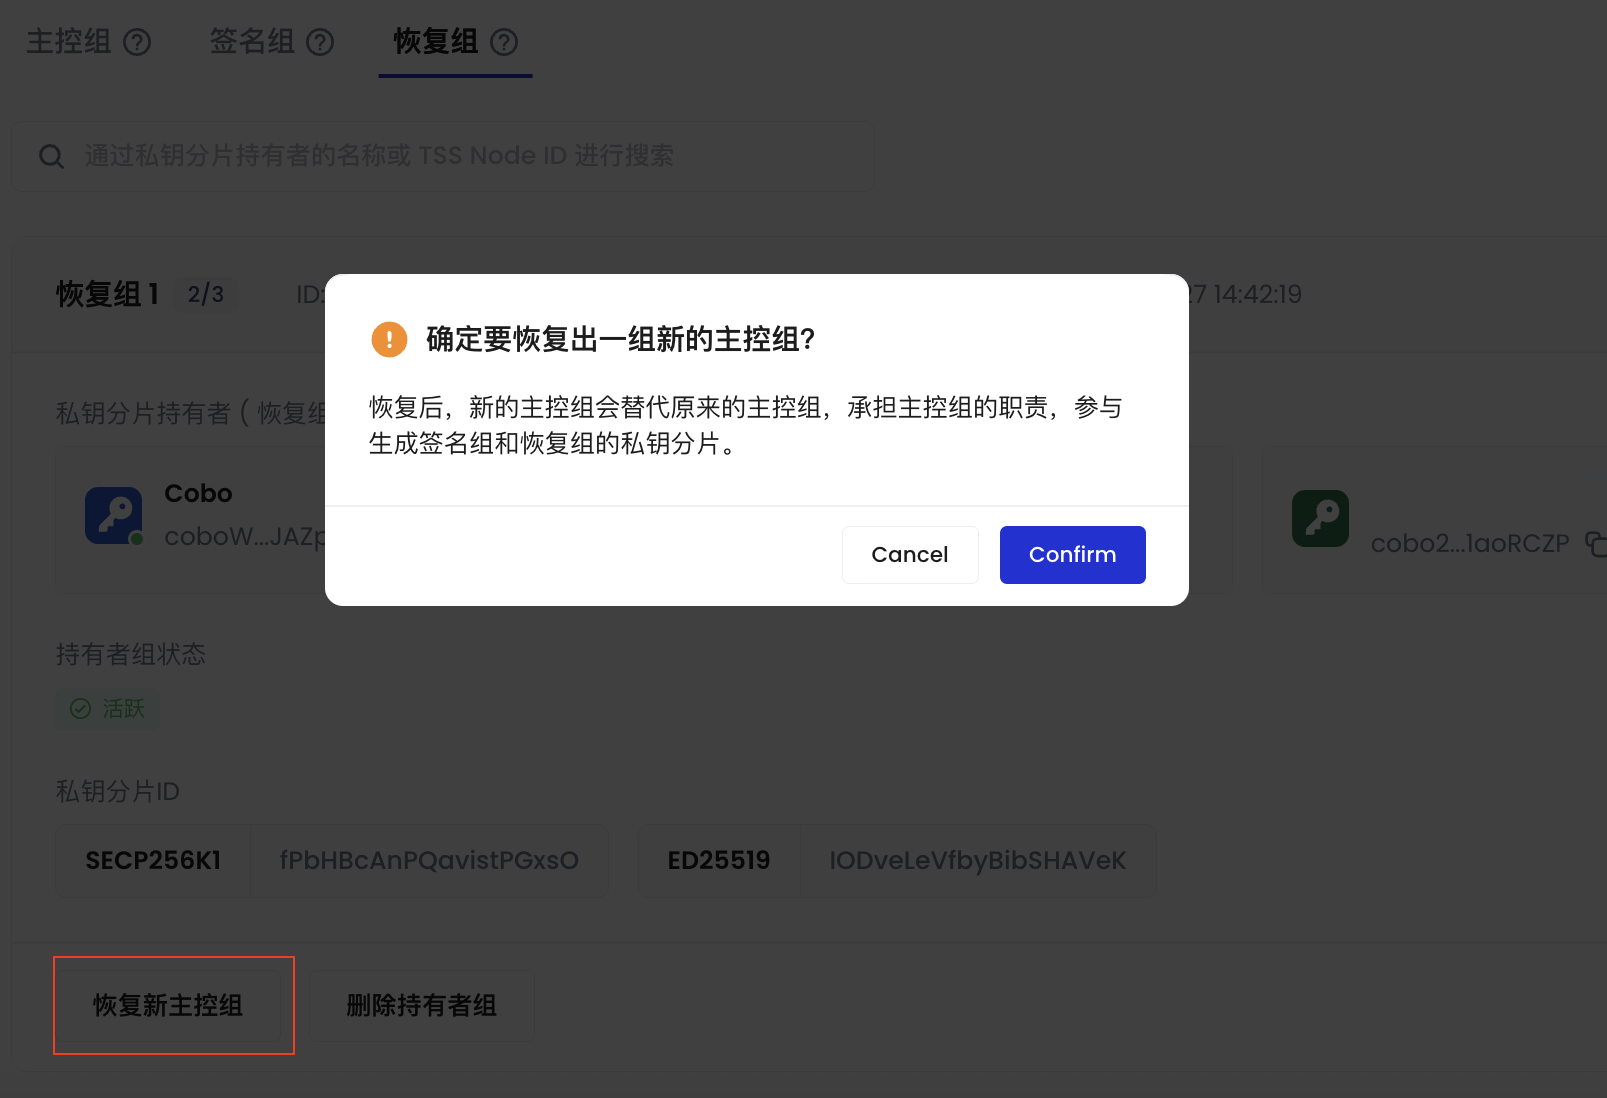 主控组
签名组
恢复组
通过私钥分片持有者的名称或 TSS Node ID 进行搜索
恢复组 1 2/3 ID: 27 14:42:19
确定要恢复出一组新的主控组?
恢复后，新的主控组会替代原来的主控组，承担主控组的职责，参与
生成签名组和恢复组的私钥分片。
Cancel
Confirm
私钥分片持有者 ( 恢复组
Cobo
coboW...JAZp
cobo2...1aoRCZP
持有者组状态
活跃
私钥分片ID
SECP256K1 fPbHBcAnPQavistPGxsO
ED25519 IODveLeVfbyBibSHAVeK
恢复新主控组
删除持有者组